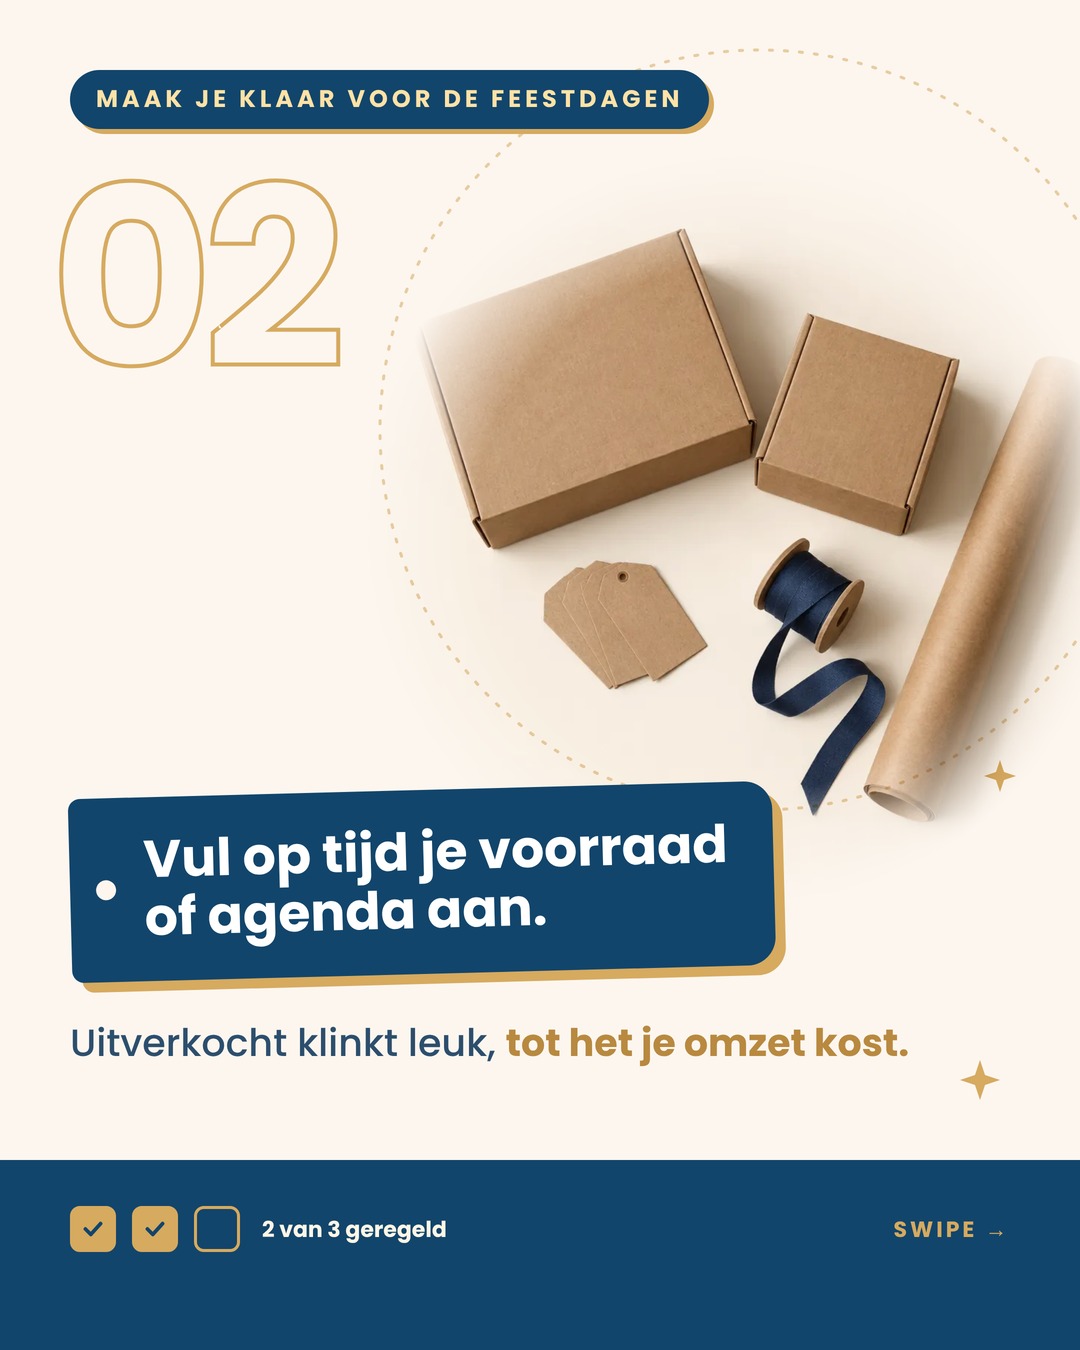 MAAK JE KLAAR VOOR DE FEESTDAGEN
02
Vul op tijd je voorraad
of agenda aan.
Uitverkocht klinkt leuk, tot het je omzet kost.
2 van 3 geregeld
SWIPE →